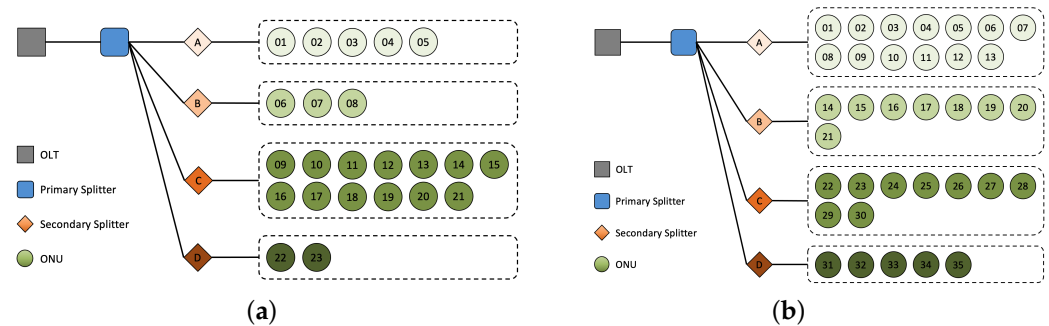 A 01 02 03 04 05
B 06 07 08
C 09 10 11 12 13 14 15
16 17 18 19 20 21
D 22 23
OLT
Primary Splitter
Secondary Splitter
ONU
(a)
A 01 02 03 04 05 06 07
08 09 10 11 12 13
B 14 15 16 17 18 19 20
21
C 22 23 24 25 26 27 28
29 30
D 31 32 33 34 35
OLT
Primary Splitter
Secondary Splitter
ONU
(b)